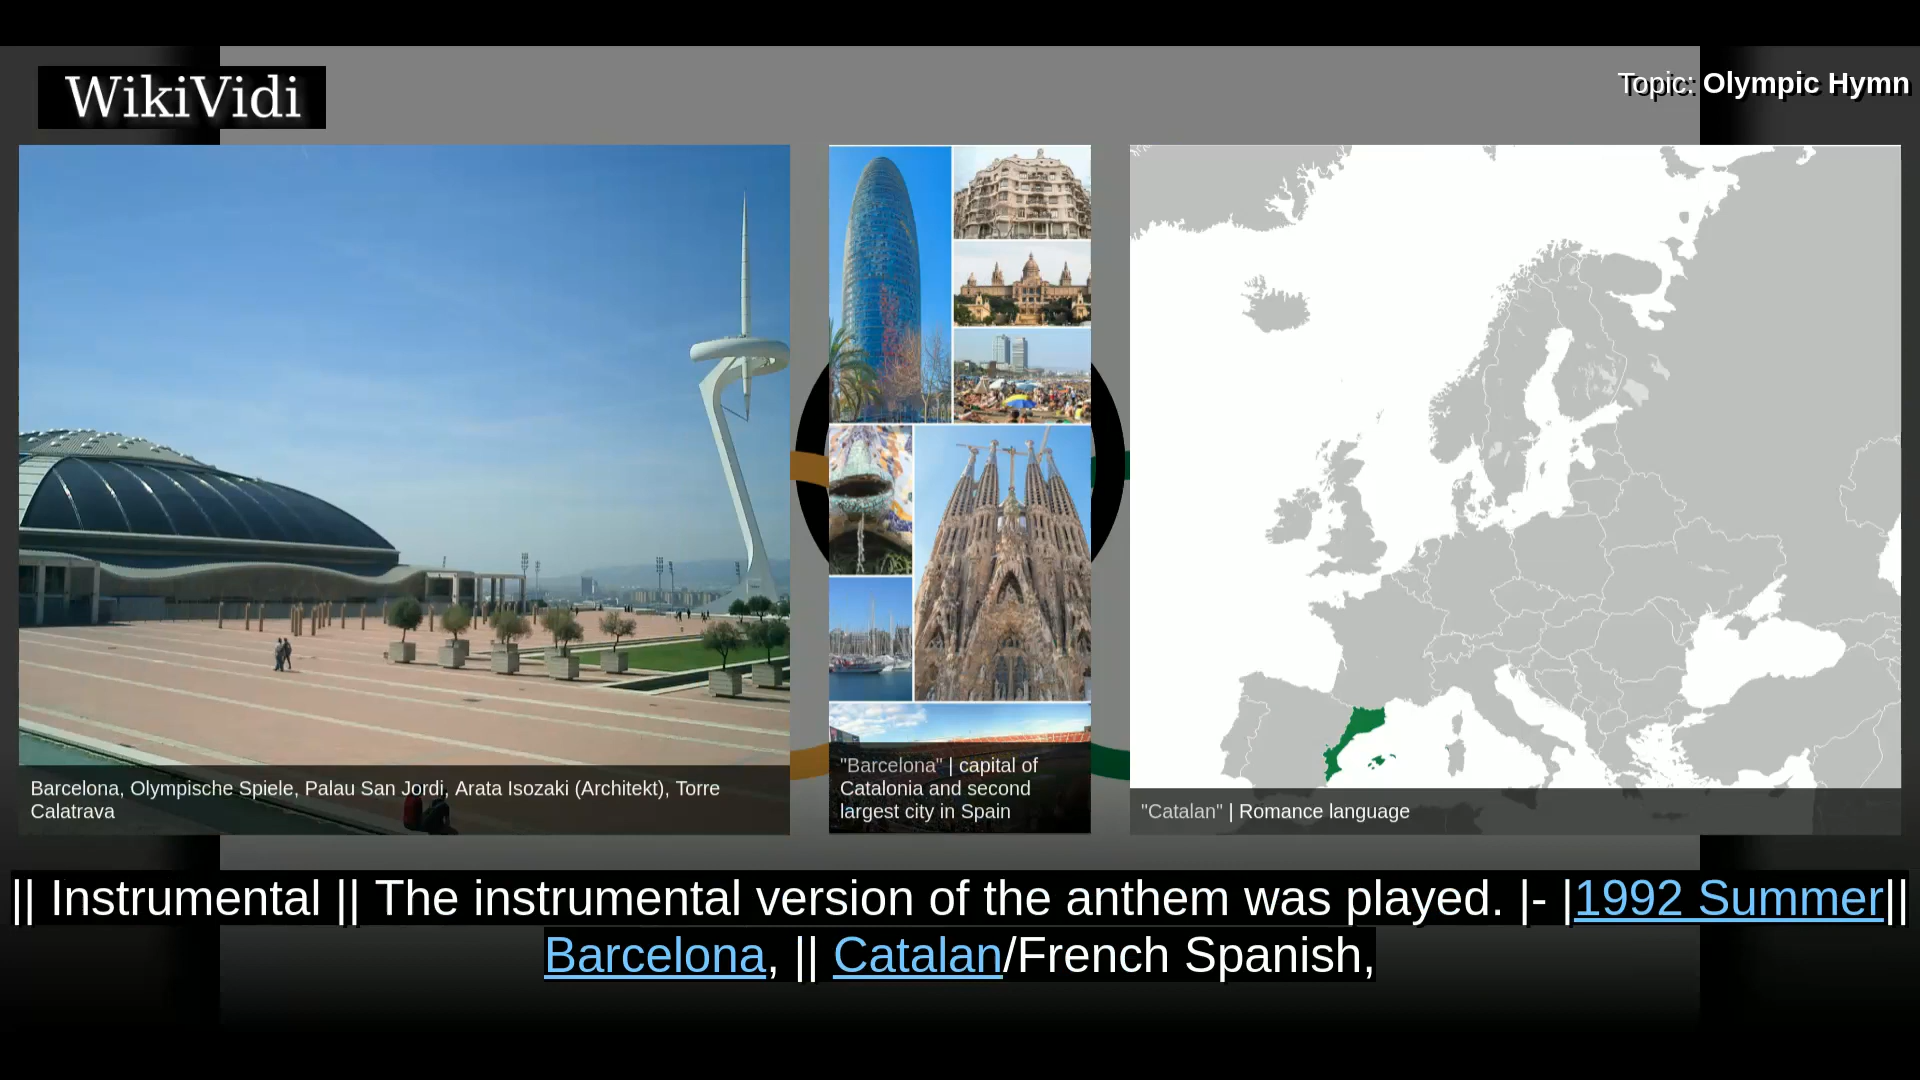 WikiVidi
Topic: Olympic Hymn
Barcelona, Olympische Spiele, Palau San Jordi, Arata Isozaki (Architekt), Torre
Calatrava
"Barcelona" | capital of
Catalonia and second
largest city in Spain
"Catalan" | Romance language
|| Instrumental || The instrumental version of the anthem was played. |- |1992 Summer||
Barcelona, || Catalan/French Spanish,